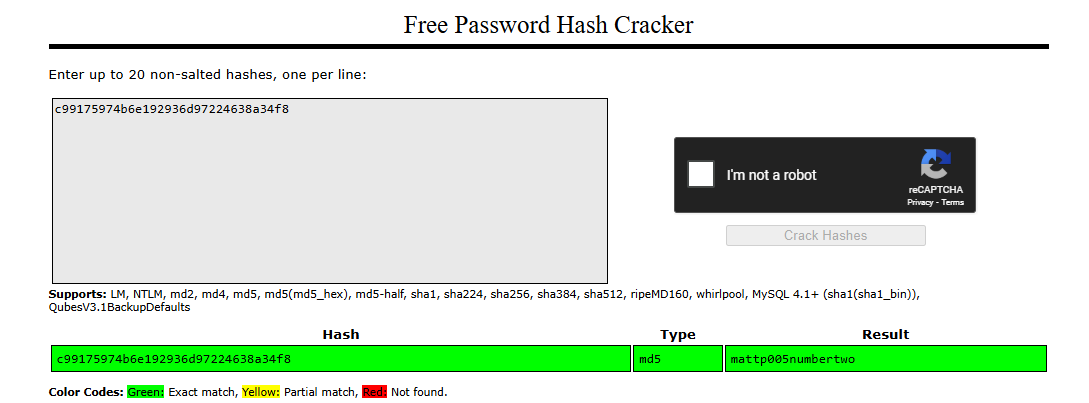 Free Password Hash Cracker
Enter up to 20 non-salted hashes, one per line:
c99175974b6e192936d97224638a34f8
I'm not a robot
reCAPTCHA
Privacy - Terms
Crack Hashes
Supports: LM, NTLM, md2, md4, md5, md5(md5_hex), md5-half, sha1, sha224, sha256, sha384, sha512, ripeMD160, whirlpool, MySQL 4.1+ (sha1(sha1_bin)),
QubesV3.1BackupDefaults
Hash Type Result
c99175974b6e192936d97224638a34f8 md5 mattp005numbertwo
Color Codes: Green: Exact match, Yellow: Partial match, Red: Not found.